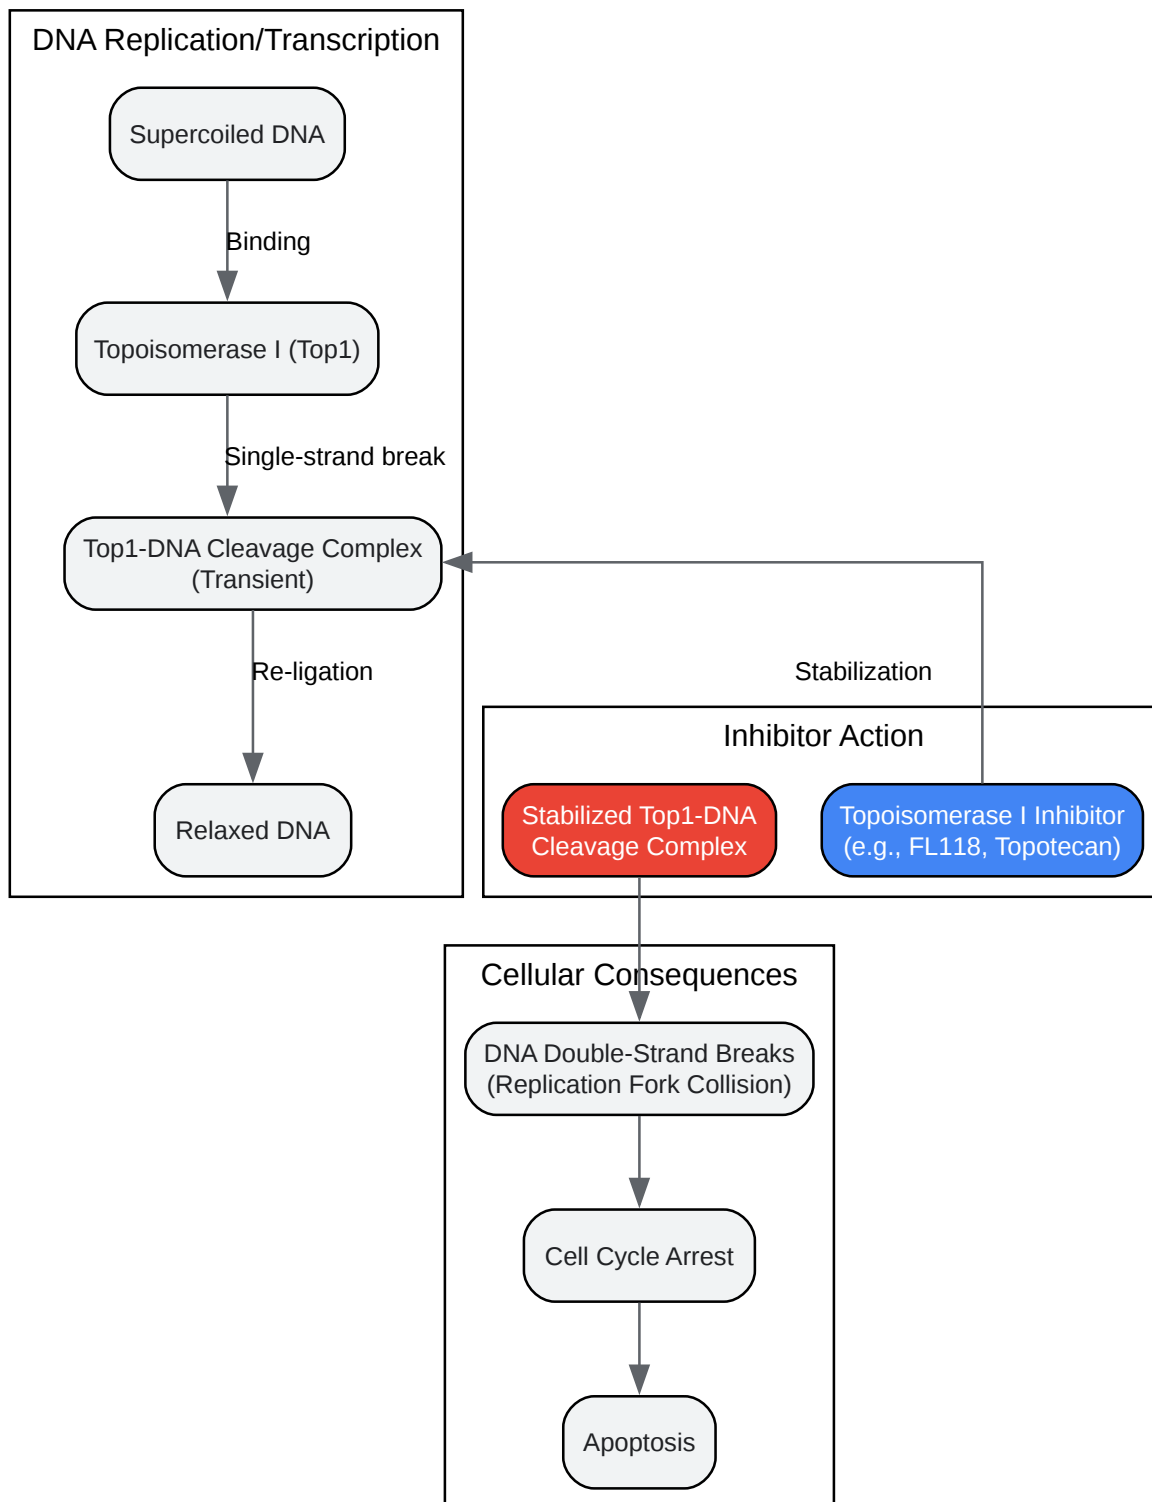 DNA Replication/Transcription
Supercoiled DNA
Binding
Topoisomerase I (Top1)
Single-strand break
Top1-DNA Cleavage Complex
(Transient)
Re-ligation
Relaxed DNA
Stabilization
Inhibitor Action
Stabilized Top1-DNA
Cleavage Complex
Topoisomerase I Inhibitor
(e.g., FL118, Topotecan)
Cellular Consequences
DNA Double-Strand Breaks
(Replication Fork Collision)
Cell Cycle Arrest
Apoptosis